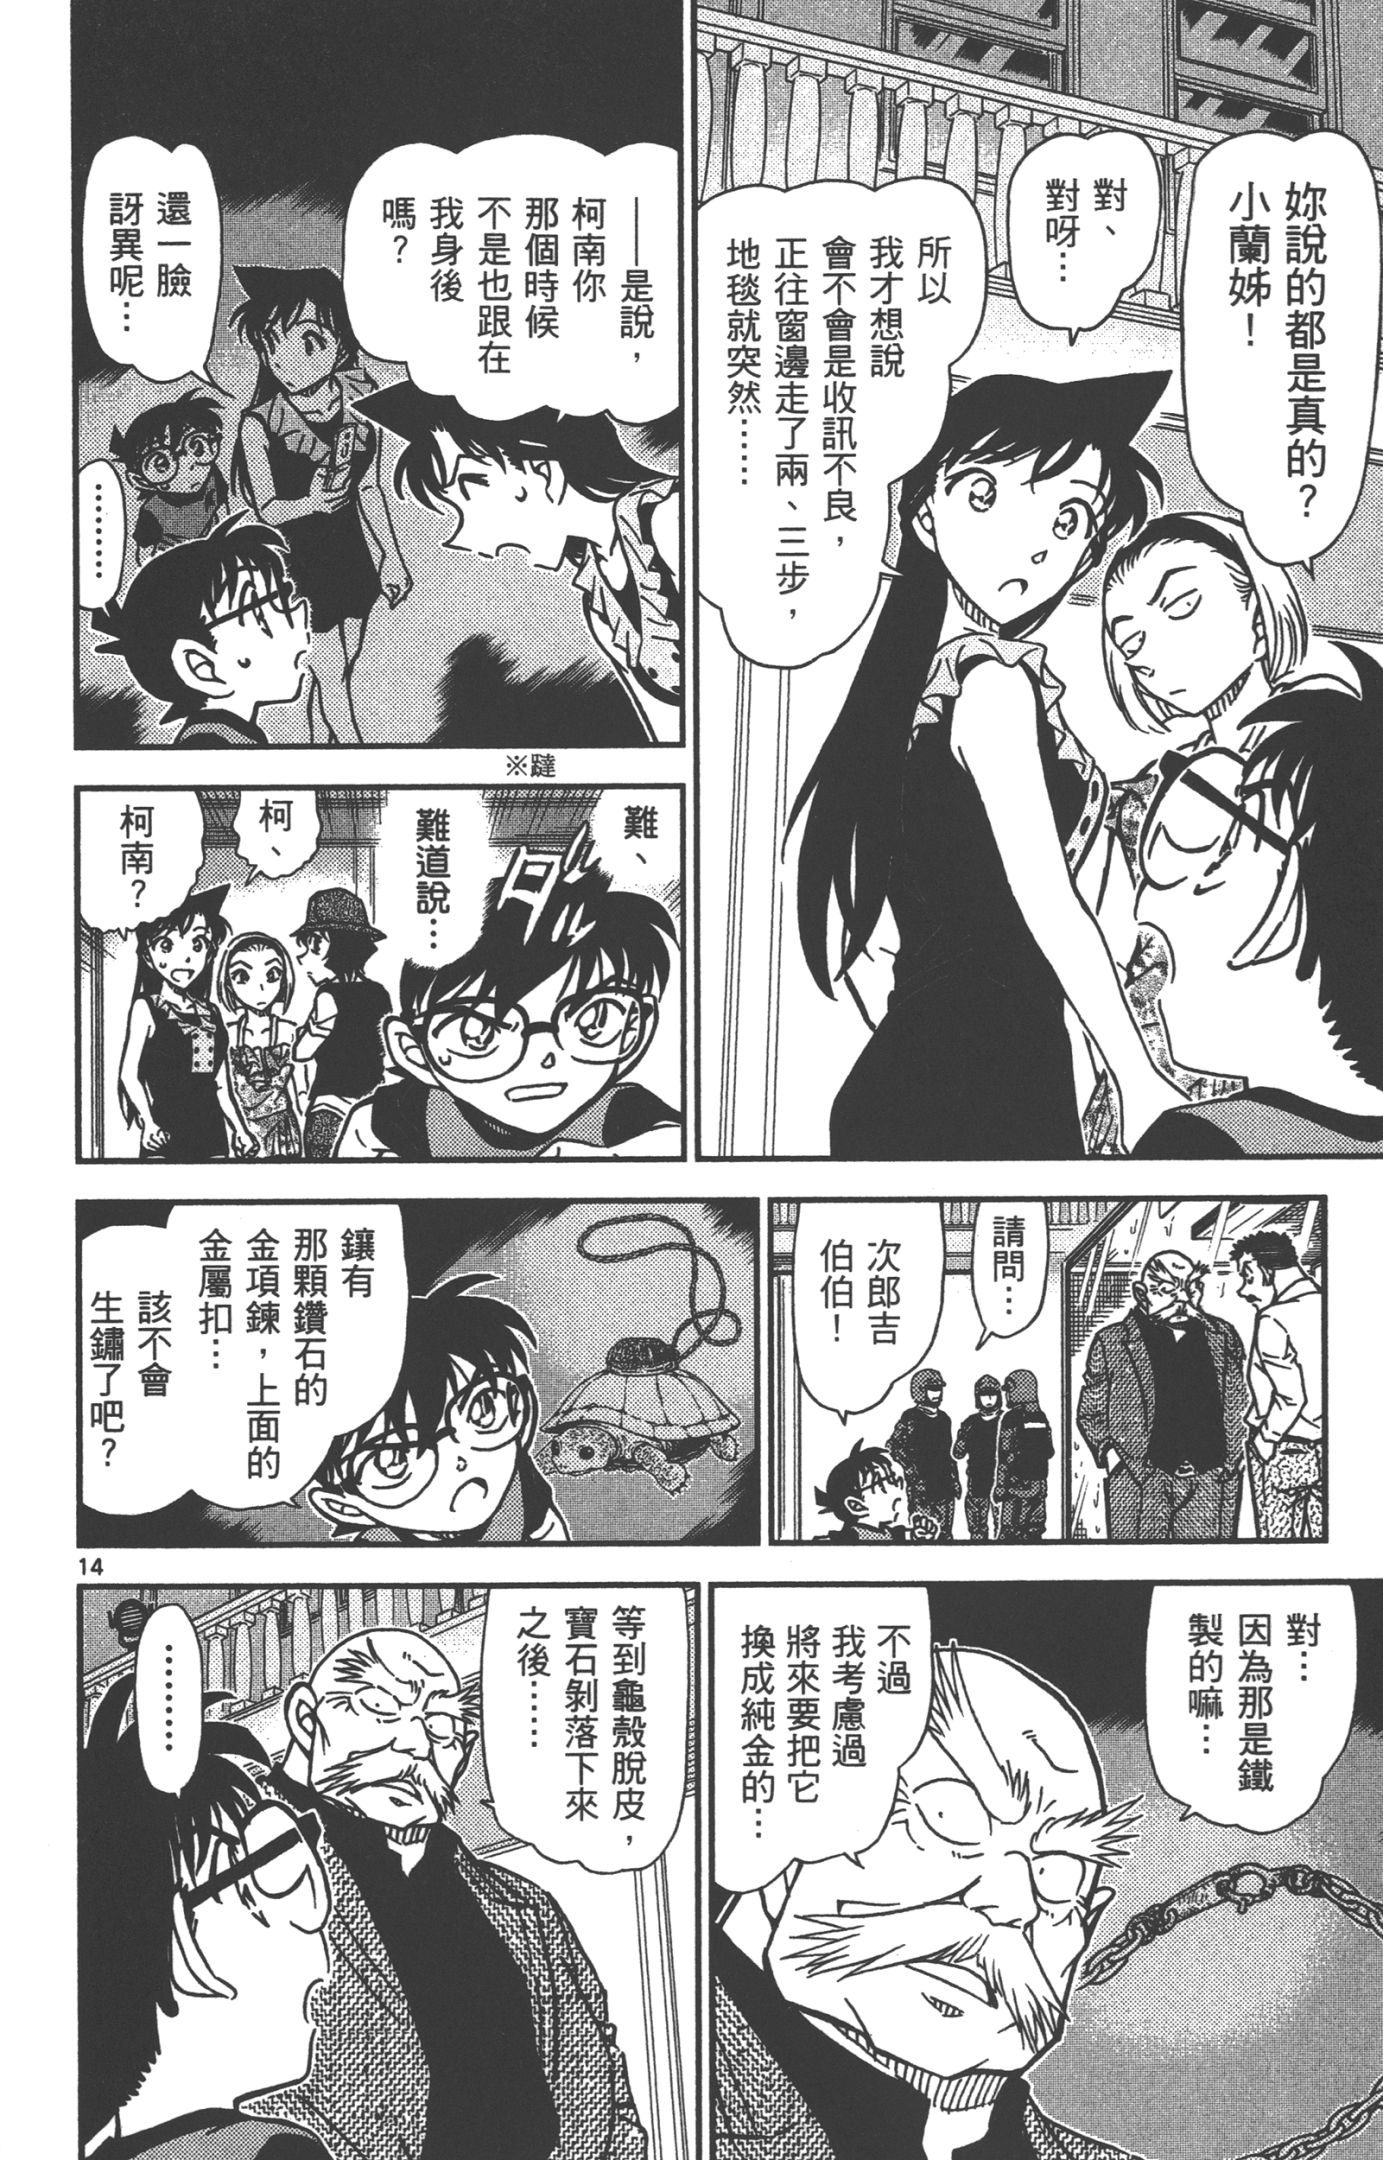 妳說的都是真的？
小蘭姊！
對、
對呀…
所以
我才想說
會不會是收訊不良，
正往窗邊走了兩、三步，
地毯就突然……
——是說，
柯南你
那個時候
不是也跟在
我身後
嗎？
還一臉
訝異呢…
………
※躂
難、
難道說…
柯、
柯南？
請問…
次郎吉
伯伯！
鑲有
那顆鑽石的
金項鍊，上面的
金屬扣…
該不會
生鏽了吧？
對…
因為那是鐵
製的嘛…
不過
我考慮過
將來要把它
換成純金的…
等到龜殼脫皮，
寶石剝落下來
之後……
………
14